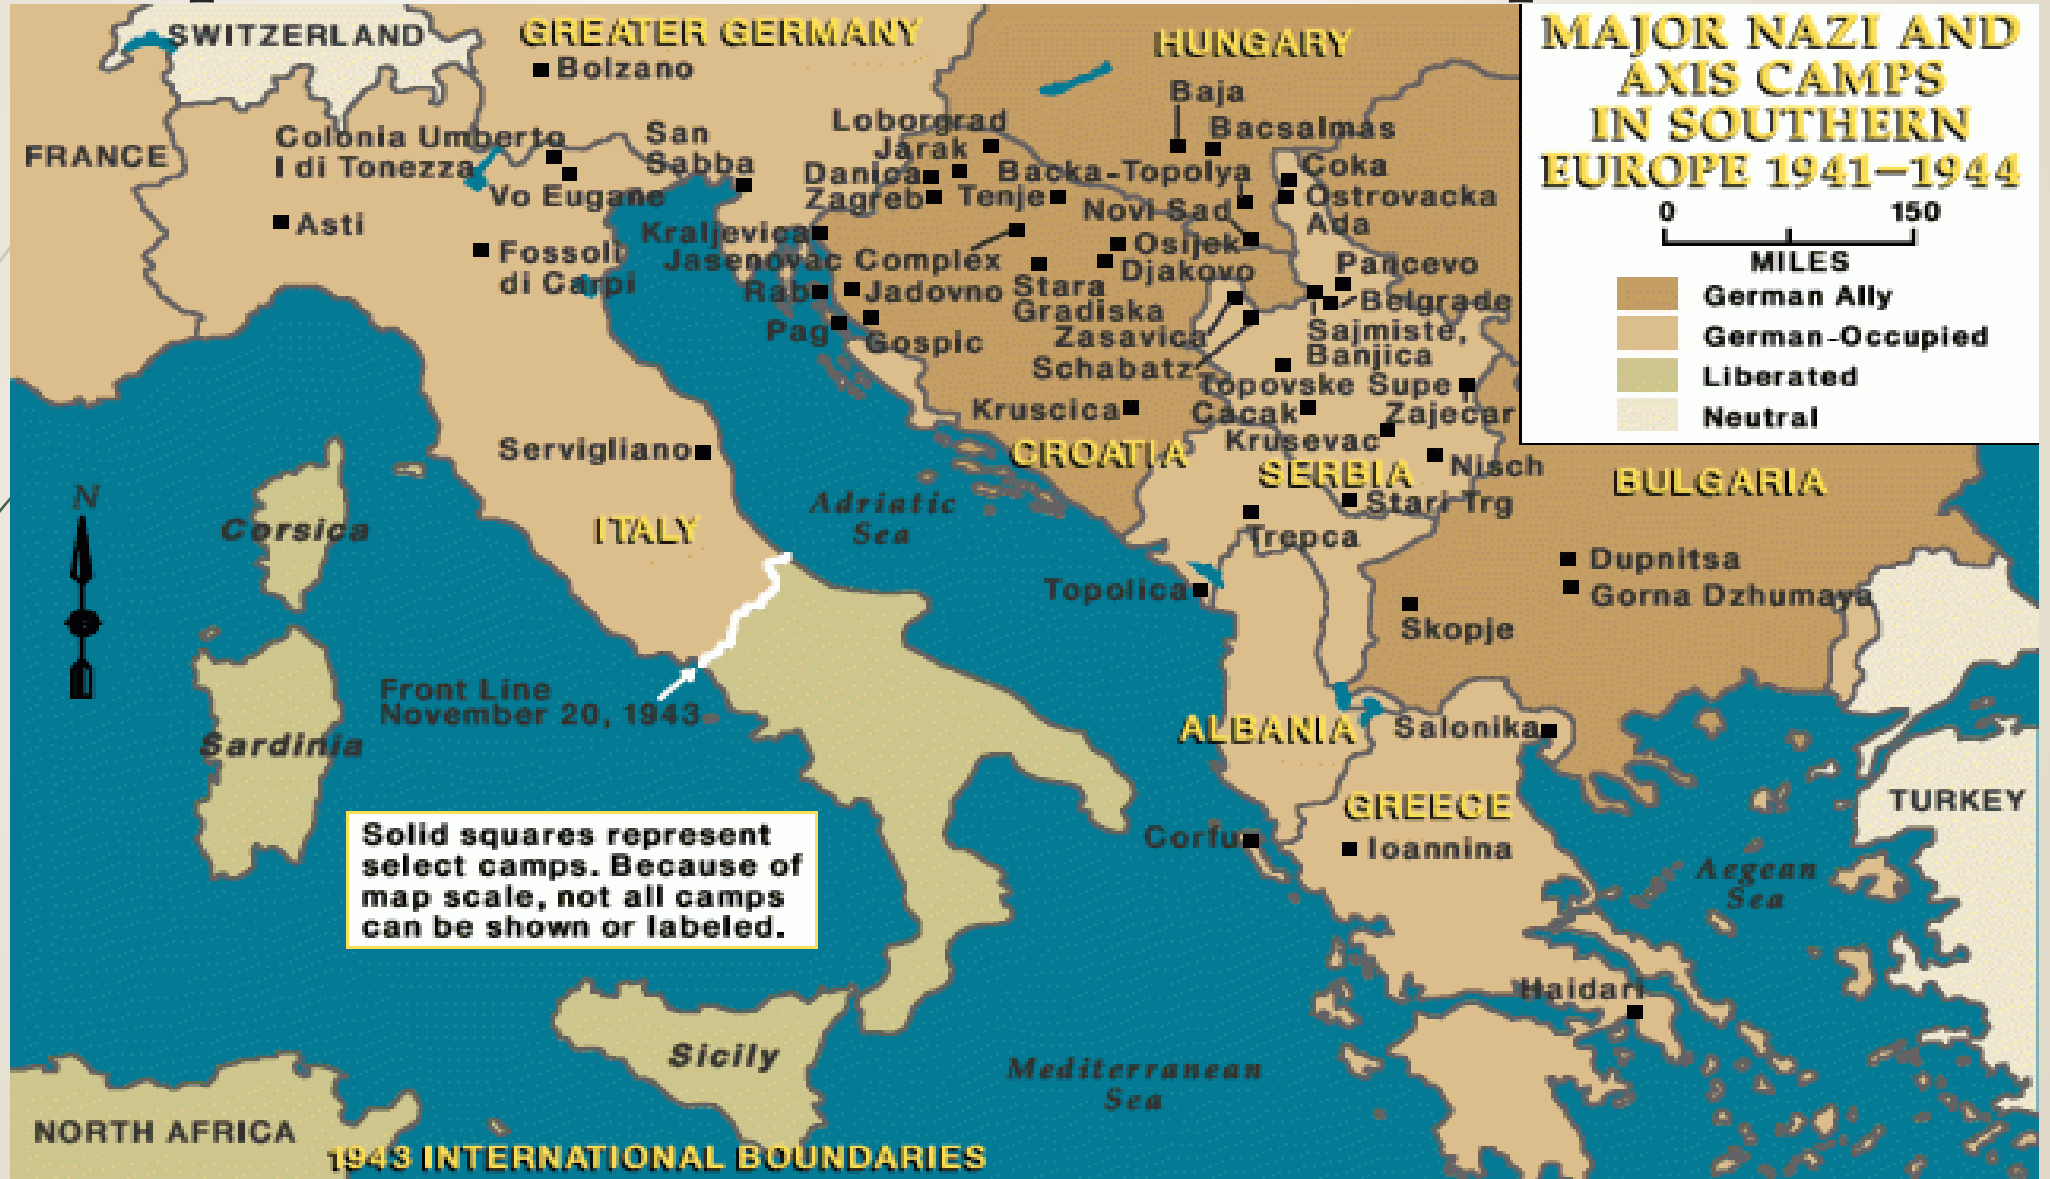 MAJOR NAZI AND
AXIS CAMPS
IN SOUTHERN
EUROPE 1941–1944
0 150
MILES
German Ally
German-Occupied
Liberated
Neutral
SWITZERLAND
GREATER GERMANY
HUNGARY
Bolzano
Baja
Loborgrad
Bacsalmas
FRANCE
Colonia Umberto
I di Tonezza
San
Sabba
Jarak
Danica
Backa-Topolya
Coka
Vo Eugane
Zagreb
Tenje
Ostrovacka
Ada
Novi Sad
Asti
Kraljevica
Osijek
Fossoli
di Carpi
Jasenovac Complex
Djakovo
Pancevo
Rab
Jadovno
Stara
Gradiska
Belgrade
Pag
Gospic
Zasavica
Sajmiste,
Banjica
Schabatz
Topovske Supe
Kruscica
Cacak
Zajecar
Servigliano
CROATIA
Krusevac
SERBIA
Nisch
BULGARIA
N
Adriatic
Sea
Stari Trg
Corsica
ITALY
Trepca
Dupnitsa
Topolica
Gorna Dzhumaya
Skopje
Front Line
November 20, 1943
Sardinia
ALBANIA
Salonika
TURKEY
GREECE
Solid squares represent
select camps. Because of
map scale, not all camps
can be shown or labeled.
Corfu
Ioannina
Aegean
Sea
Haidari
Sicily
Mediterranean
Sea
NORTH AFRICA
1943 INTERNATIONAL BOUNDARIES